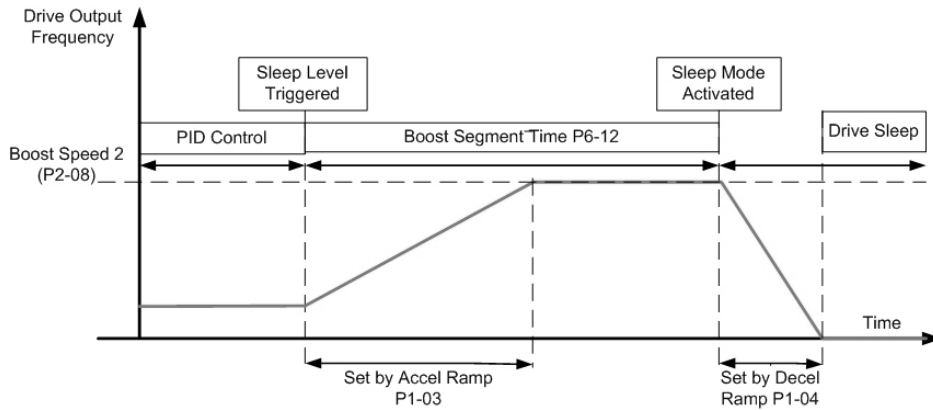 Drive Output
Frequency
Sleep Level
Triggered
Sleep Mode
Activated
PID Control
Boost Segment Time P6-12
Drive Sleep
Boost Speed 2
(P2-08)
Time
Set by Accel Ramp
P1-03
Set by Decel
Ramp P1-04